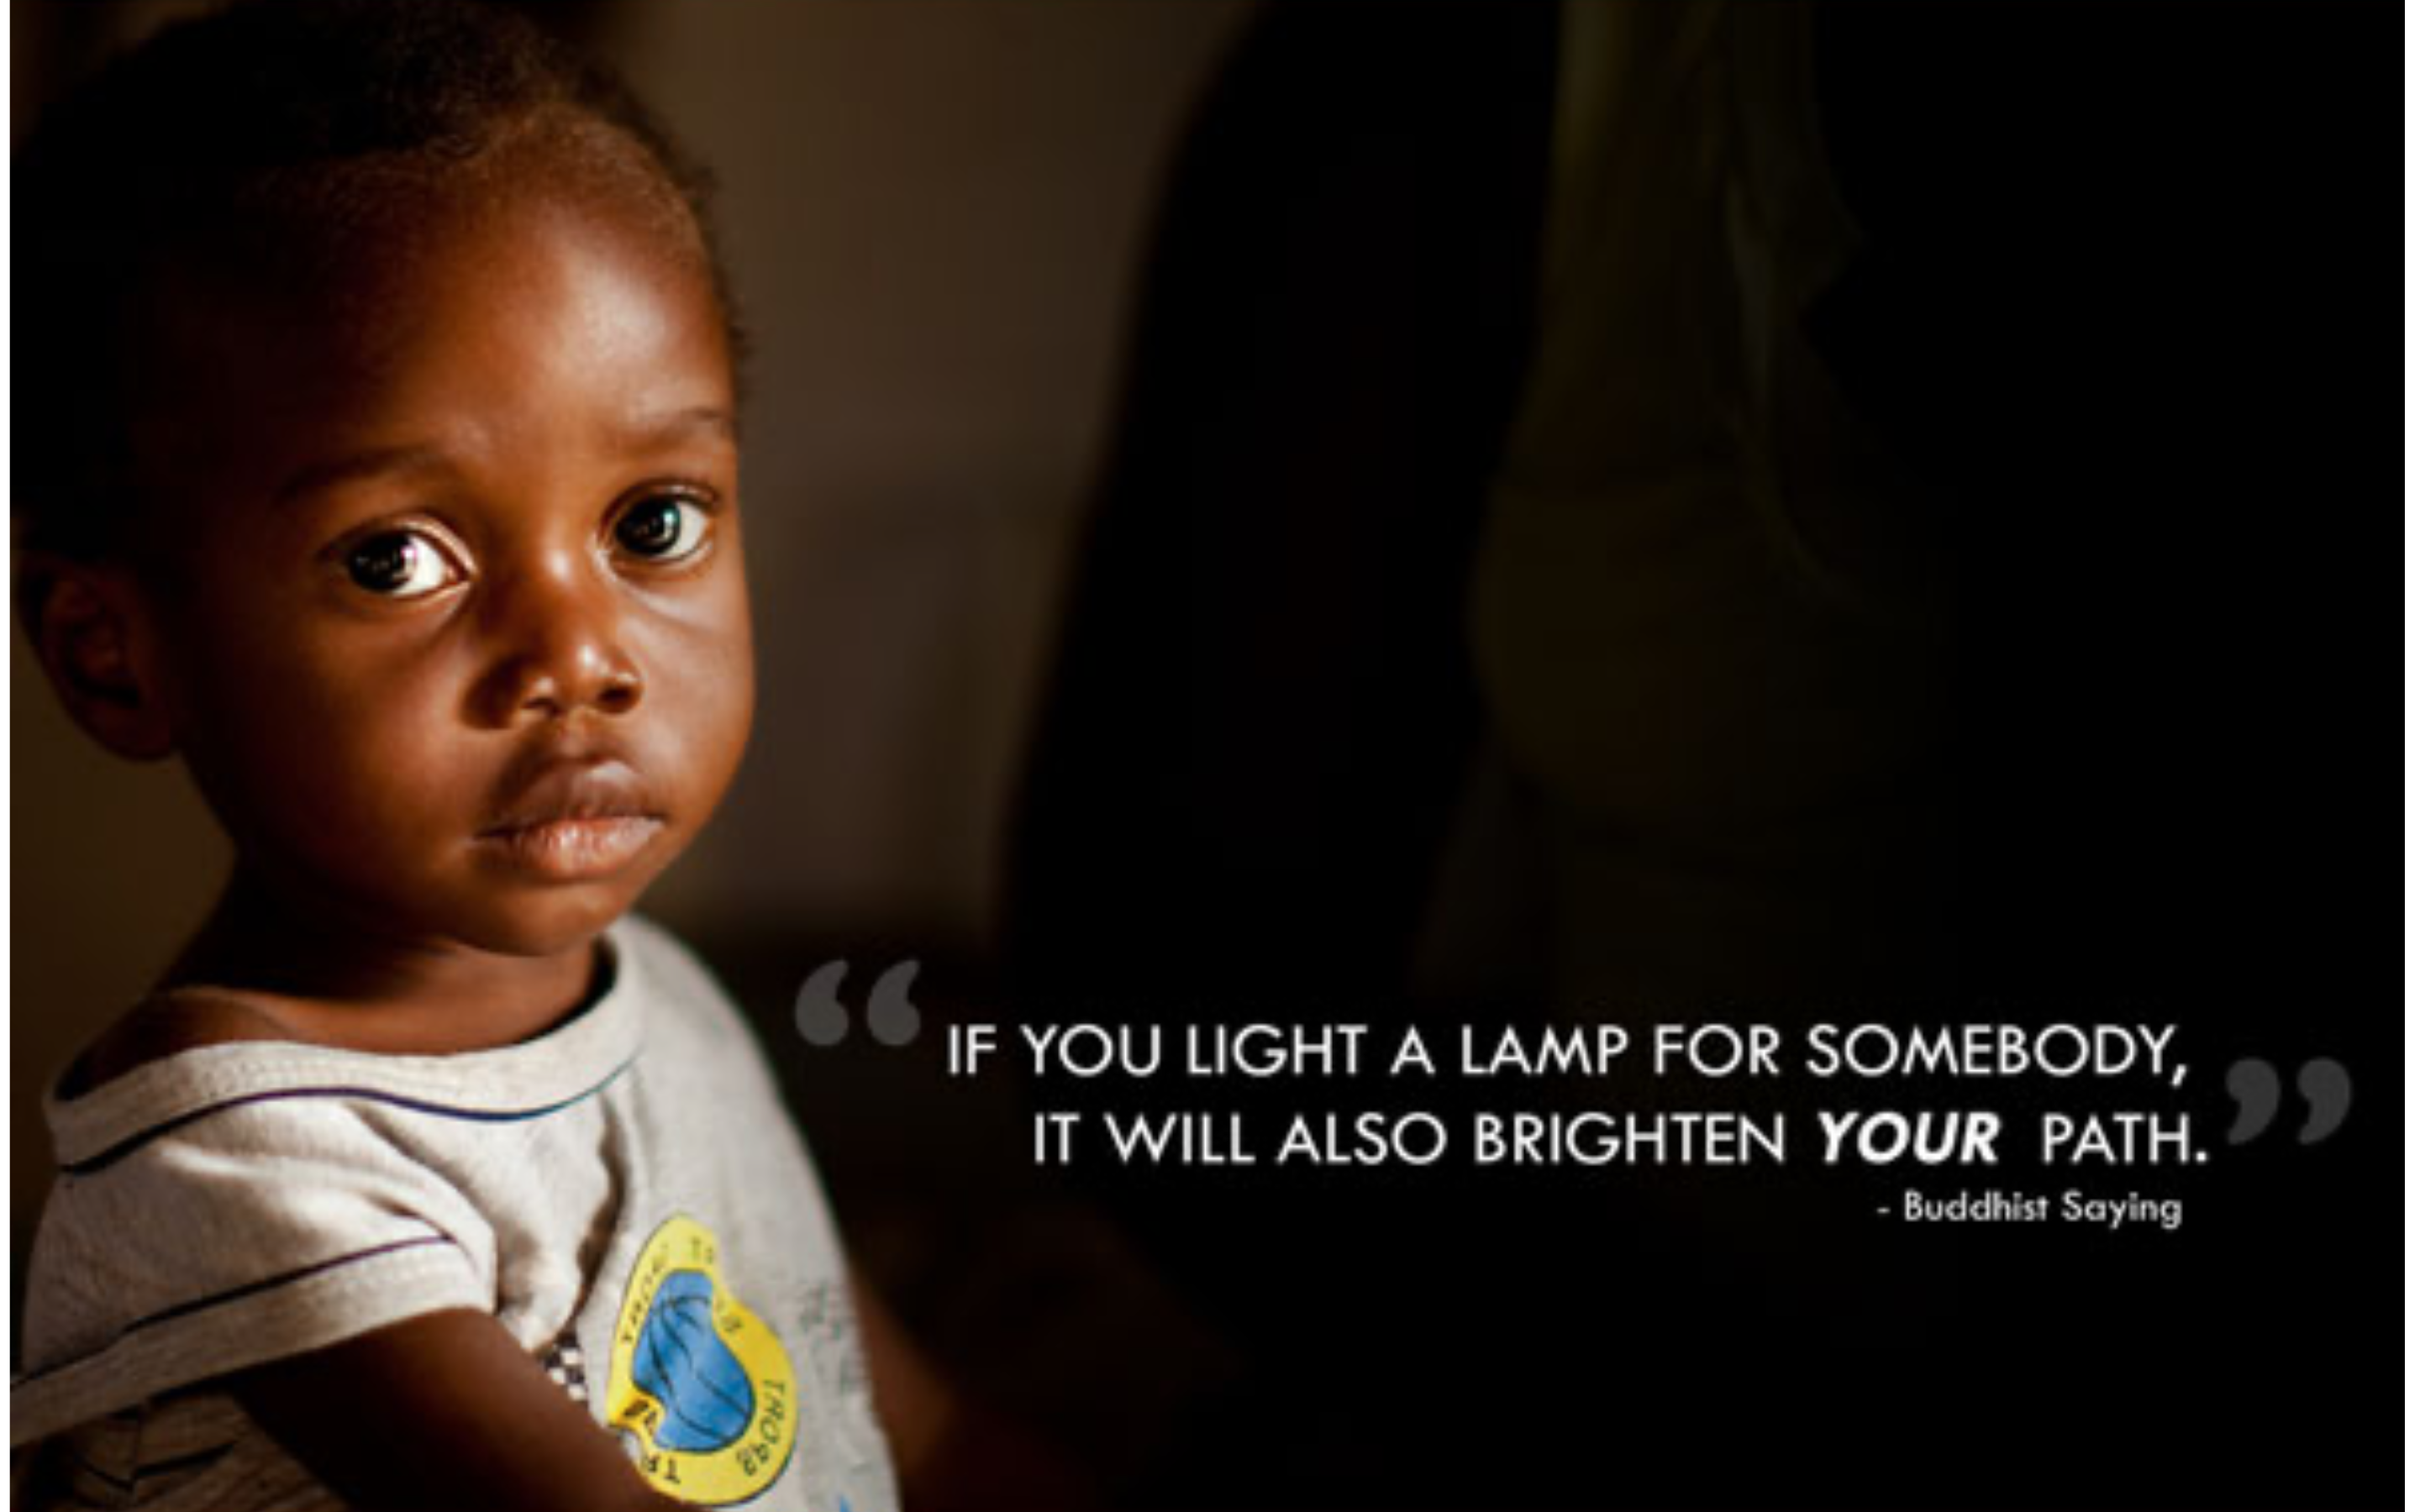 “ IF YOU LIGHT A LAMP FOR SOMEBODY,
IT WILL ALSO BRIGHTEN YOUR PATH. ”
- Buddhist Saying